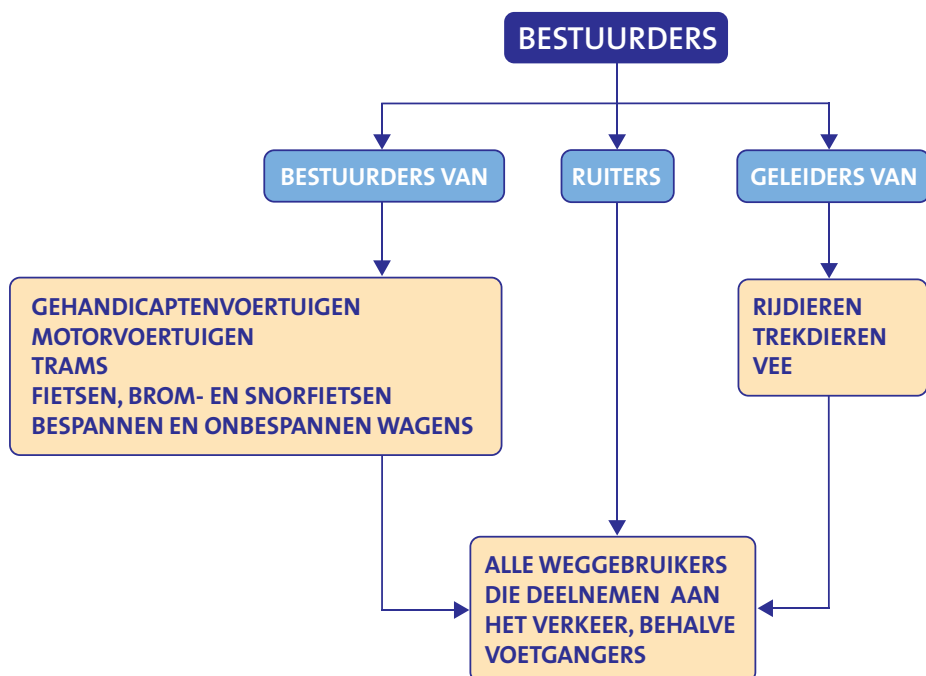 BESTUURDERS
BESTUURDERS VAN
RUITERS
GELEIDERS VAN
GEHANDICAPTENVOERTUIGEN
MOTORVOERTUIGEN
TRAMS
FIETSEN, BROM- EN SNORFIETSEN
BESPANNEN EN ONBESPANNEN WAGENS
RIJDIEREN
TREKDIEREN
VEE
ALLE WEGGEBRUIKERS
DIE DEELNEMEN AAN
HET VERKEER, BEHALVE
VOETGANGERS